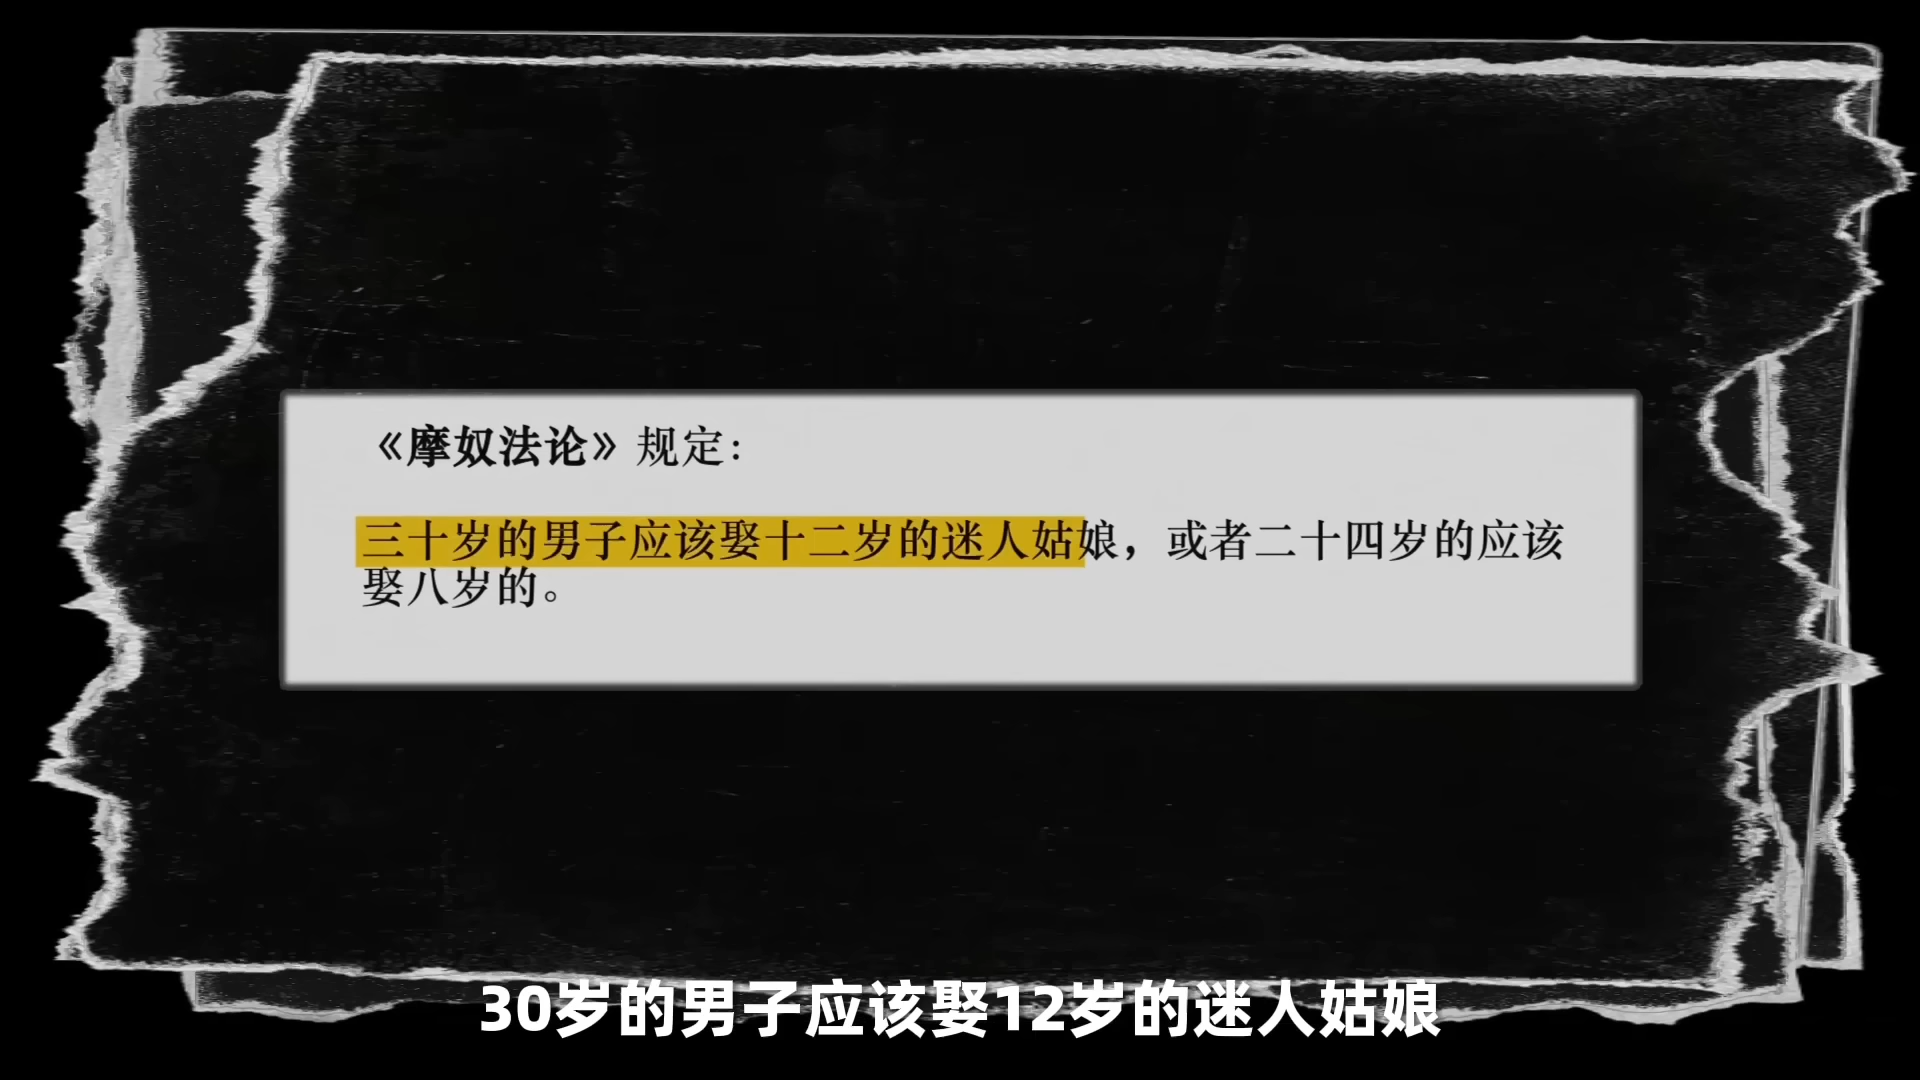 《摩奴法论》规定：
三十岁的男子应该娶十二岁的迷人姑娘，或者二十四岁的应该
娶八岁的。
30岁的男子应该娶12岁的迷人姑娘